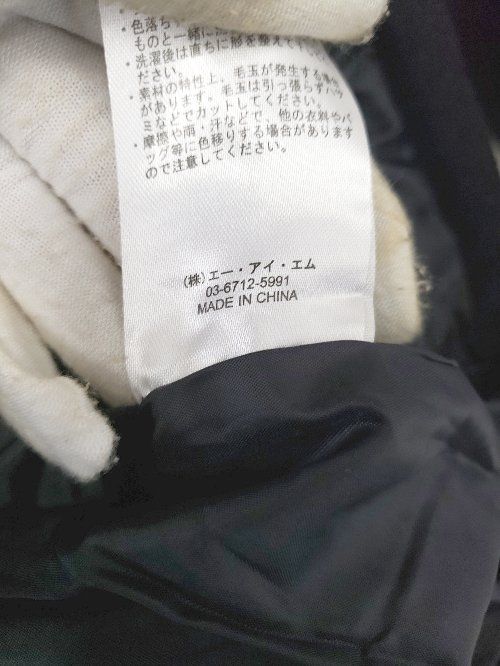 ・色落ち
ものと一緒に
・洗濯後は直ちに形を整えて
ださい。
・素材の特性上、毛玉が発生する場合
があります。毛玉は引っ張らずハサ
ミなどでカットしてください。
・摩擦や雨・汗などで、他の衣料やバ
ッグ等に色移りする場合があります
ので注意してください。
(株)エー・アイ・エム
03-6712-5991
MADE IN CHINA